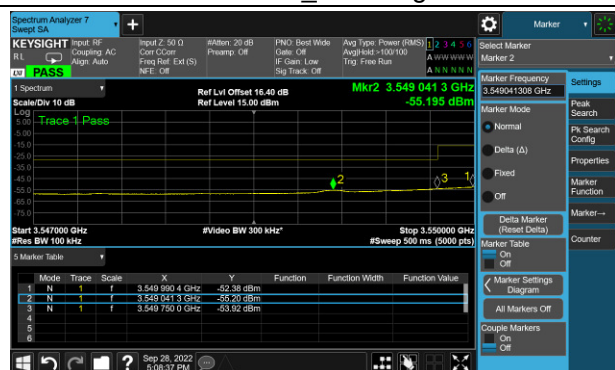 Spectrum Analyzer 7
Swept SA
Marker
KEYSIGHT Input: RF
R L
Coupling: AC
Align: Auto
Input Z: 50 Ω
Corr CCorr
Freq Ref: Ext (S)
NFE: Off
#Atten: 20 dB
PNO: Best Wide
Gate: Off
IF Gain: Low
Sig Track: Off
Avg Type: Power (RMS)
Avg|Hold:>100/100
Trig: Free Run
1 2 3 4 5 6
A WW WW W
A N N N N N
LXI PASS
Select Marker
Marker 2
1 Spectrum
Scale/Div 10 dB
Ref Lvl Offset 16.40 dB
Ref Level 15.00 dBm
Mkr2 3.549 041 3 GHz
-55.195 dBm
Log
Trace 1 Pass
5.00
-5.00
-15.0
-25.0
-35.0
-45.0
-55.0
-65.0
-75.0
2
3
1
Start 3.547000 GHz
#Res BW 100 kHz
#Video BW 300 kHz*
Stop 3.550000 GHz
#Sweep 500 ms (5000 pts)
5 Marker Table
Mode Trace Scale X Y Function Function Width Function Value
1 N 1 f 3.549 990 4 GHz -52.38 dBm
2 N 1 f 3.549 041 3 GHz -55.20 dBm
3 N 1 f 3.549 750 0 GHz -53.92 dBm
4
5
6
Marker Frequency
3.549041308 GHz
Marker Mode
Normal
Delta (Δ)
Fixed
Off
Delta Marker
(Reset Delta)
Marker Table
On
Off
Marker Settings
Diagram
All Markers Off
Couple Markers
On
Off
Settings
Peak
Search
Pk Search
Config
Properties
Marker
Function
Marker→
Counter
?
Sep 28, 2022
5:08:37 PM